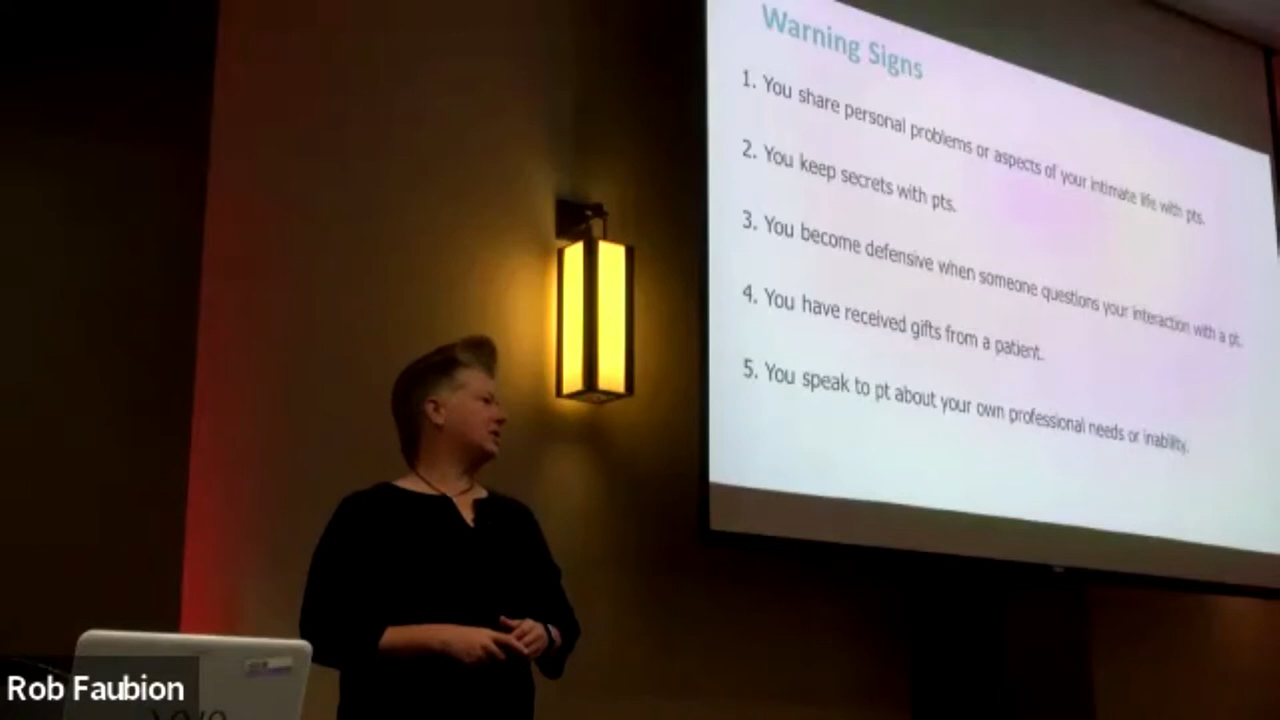 Warning Signs
1. You share personal problems or aspects of your intimate life with pts.
2. You keep secrets with pts.
3. You become defensive when someone questions your interaction with a pt.
4. You have received gifts from a patient.
5. You speak to pt about your own professional needs or inability.
Rob Faubion